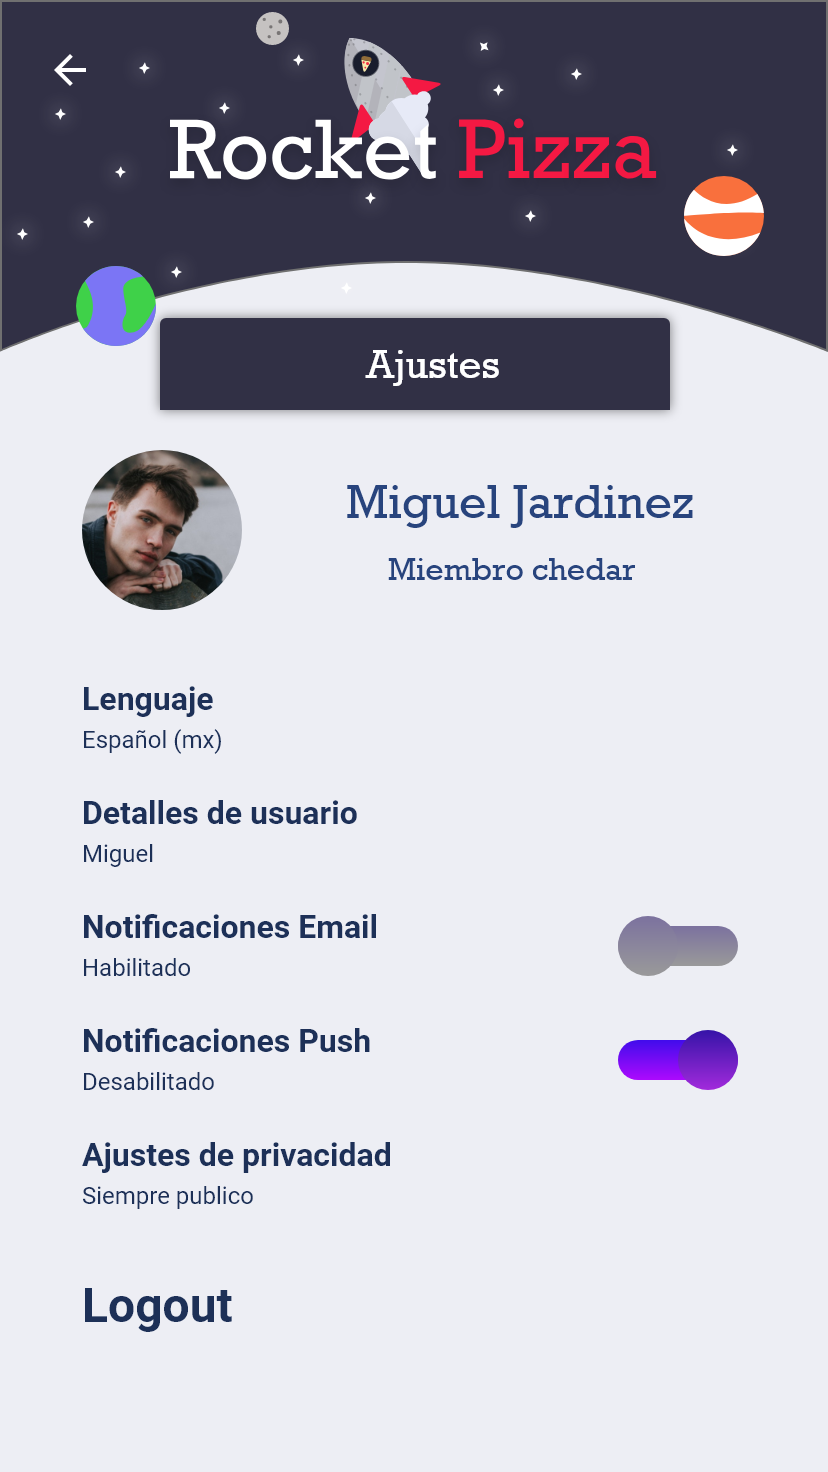 Rocket Pizza
Ajustes
Miguel Jardinez
Miembro chedar
Lenguaje
Español (mx)
Detalles de usuario
Miguel
Notificaciones Email
Habilitado
Notificaciones Push
Desabilitado
Ajustes de privacidad
Siempre publico
Logout